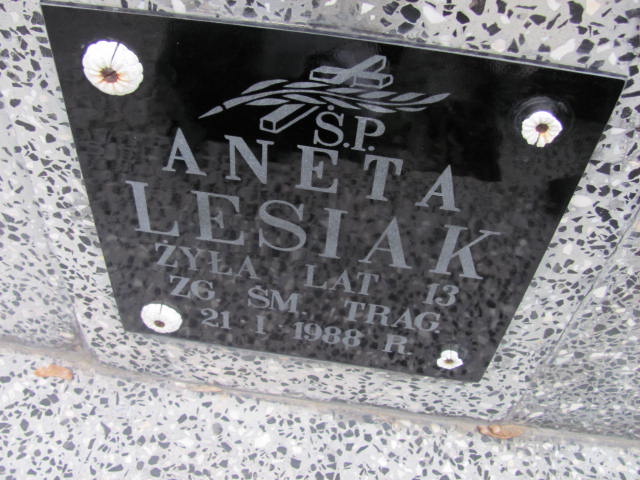 Ś.P.
ANETA
LESIAK
ŻYŁA LAT 13
ZG. ŚM. TRAG.
21·I·1988 R.